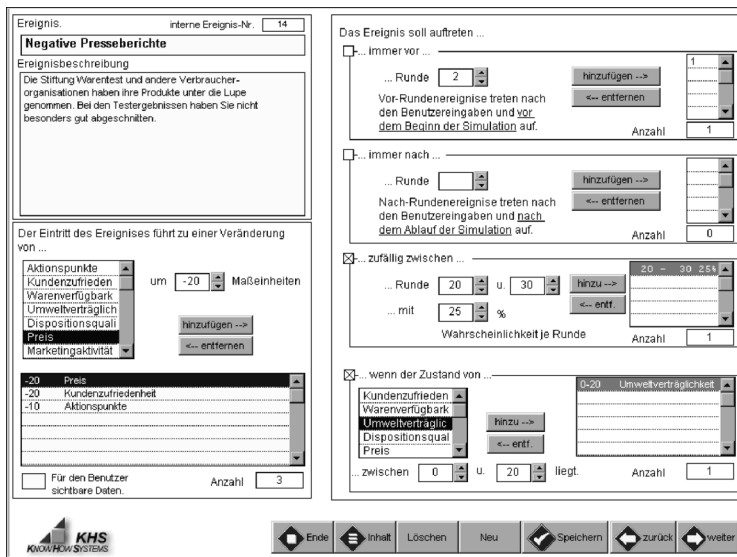 Ereignis.
interne Ereignis-Nr. 14
Negative Presseberichte
Ereignisbeschreibung
Die Stiftung Warentest und andere Verbraucher-
organisationen haben ihre Produkte unter die Lupe
genommen. Bei den Testergebnissen haben Sie nicht
besonders gut abgeschnitten.
Der Eintritt des Ereignises führt zu einer Veränderung
von ...
Aktionspunkte
Kundenzufrieden
Warenverfügbark
Umweltverträglich
Dispositionsquali
Preis
Marketingaktivität
um -20 Maßeinheiten
hinzufügen -->
<-- entfernen
-20 Preis
-20 Kundenzufriedenheit
-10 Aktionspunkte
Für den Benutzer
sichtbare Daten.
Anzahl 3
Das Ereignis soll auftreten ...
... immer vor ...
... Runde 2
hinzufügen -->
<-- entfernen
1
Vor-Rundenereignise treten nach
den Benutzereingaben und vor
dem Beginn der Simulation auf.
Anzahl 1
... immer nach ...
... Runde
hinzufügen -->
<-- entfernen
Nach-Rundenereignise treten nach
den Benutzereingaben und nach
dem Ablauf der Simulation auf.
Anzahl 0
... zufällig zwischen ...
... Runde 20 u. 30
hinzu -->
<-- entf.
20 - 30 25%
... mit 25 %
Wahrscheinlichkeit je Runde
Anzahl 1
... wenn der Zustand von ...
Kundenzufrieden
Warenverfügbark
Umweltverträglic
Dispositionsqual
Preis
hinzu -->
<-- entf.
0-20 Umweltverträglichkeit
... zwischen 0 u. 20 liegt.
Anzahl 1
KHS
KNOWHOW SYSTEMS
Ende
Inhalt
Löschen
Neu
Speichern
zurück
weiter